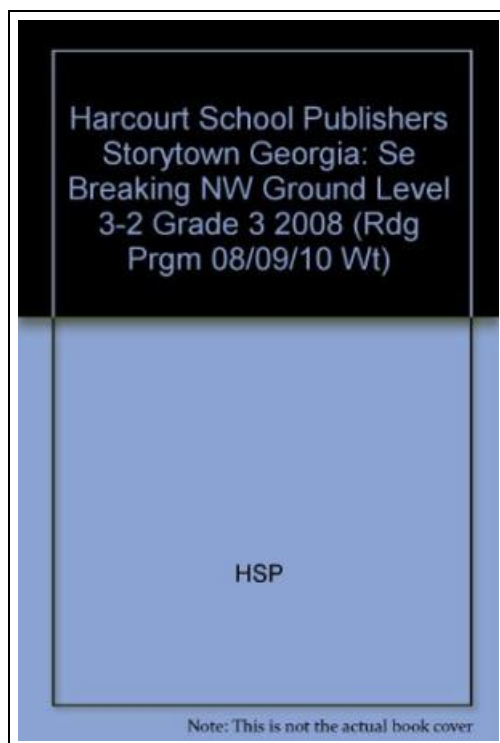 Harcourt School Publishers
Storytown Georgia: Se
Breaking NW Ground Level
3-2 Grade 3 2008 (Rdg
Prgm 08/09/10 Wt)
HSP
Note: This is not the actual book cover